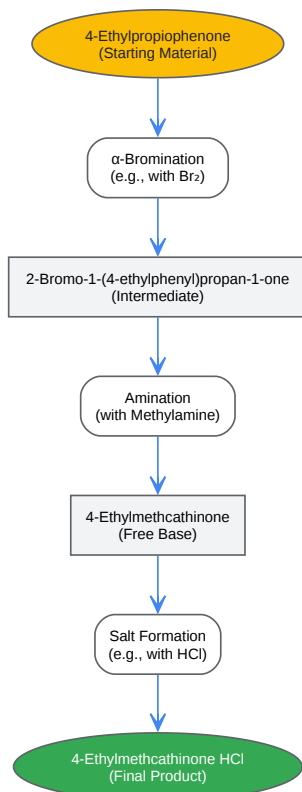 4-Ethylpropiophenone
(Starting Material)
α-Bromination
(e.g., with Br₂)
2-Bromo-1-(4-ethylphenyl)propan-1-one
(Intermediate)
Amination
(with Methylamine)
4-Ethylmethcathinone
(Free Base)
Salt Formation
(e.g., with HCl)
4-Ethylmethcathinone HCl
(Final Product)